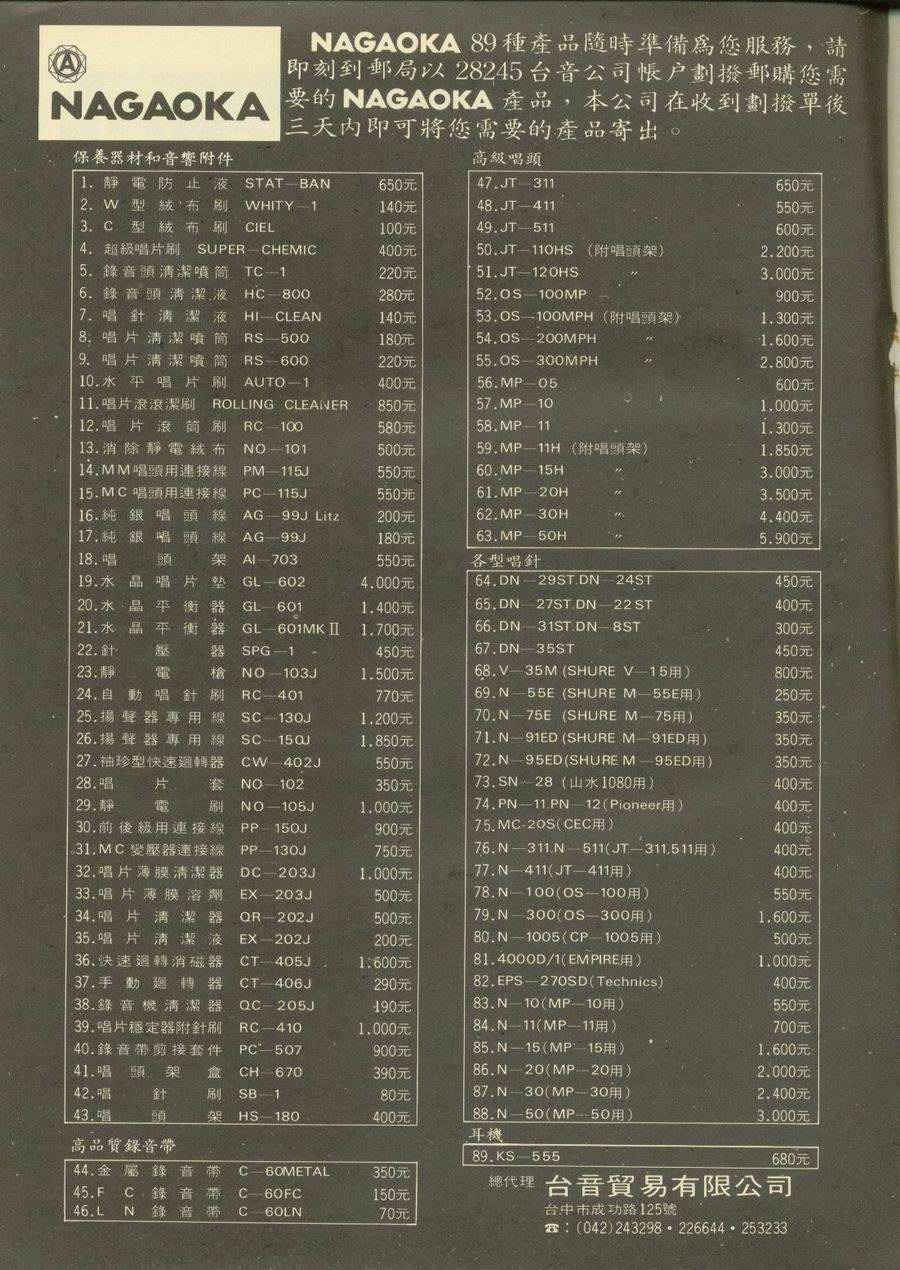 NAGAOKA
NAGAOKA 89種產品隨時準備為您服務，請
即刻到郵局以 28245 台音公司帳户劃撥郵購您需
要的 NAGAOKA 產品，本公司在收到劃撥單後
三天內即可將您需要的產品寄出。
保養器材和音響附件
1. 靜電防止液 STAT—BAN 650元
2. W型絨布刷 WHITY—1 140元
3. C型絨布刷 CIEL 100元
4. 超級唱片刷 SUPER—CHEMIC 400元
5. 錄音頭清潔噴筒 TC—1 220元
6. 錄音頭清潔液 HC—800 280元
7. 唱針清潔液 HI—CLEAN 140元
8. 唱片清潔噴筒 RS—500 180元
9. 唱片清潔噴筒 RS—600 220元
10.水平唱片刷 AUTO—1 400元
11.唱片滾滾潔刷 ROLLING CLEANER 850元
12.唱片滾筒刷 RC—100 580元
13.消除靜電絨布 NO—101 500元
14.MM唱頭用連接線 PM—115J 550元
15.MC唱頭用連接線 PC—115J 550元
16.純銀唱頭線 AG—99J Litz 200元
17.純銀唱頭線 AG—99J 180元
18.唱頭架 AI—703 550元
19.水晶唱片墊 GL—602 4.000元
20.水晶平衡器 GL—601 1.400元
21.水晶平衡器 GL—601MKⅡ 1.700元
22.針壓器 SPG—1 450元
23.靜電槍 NO—103J 1.500元
24.自動唱針刷 RC—401 770元
25.揚聲器專用線 SC—130J 1.200元
26.揚聲器專用線 SC—150J 1.850元
27.袖珍型快速迴轉器 CW—402J 550元
28.唱片套 NO—102 350元
29.靜電刷 NO—105J 1.000元
30.前後級用連接線 PP—150J 900元
31.MC變壓器連接線 PP—130J 750元
32.唱片薄膜清潔器 DC—203J 1.000元
33.唱片薄膜溶劑 EX—203J 500元
34.唱片清潔器 QR—202J 500元
35.唱片清潔液 EX—202J 200元
36.快速迴轉消磁器 CT—405J 1.600元
37.手動迴轉器 CT—406J 290元
38.錄音機清潔器 QC—205J 190元
39.唱片穩定器附針刷 RC—410 1.000元
40.錄音帶剪接套件 PC—507 900元
41.唱頭架盒 CH—670 390元
42.唱針刷 SB—1 80元
43.唱頭架 HS—180 400元
高品質錄音帶
44.金屬錄音帶 C—60METAL 350元
45.FC錄音帶 C—60FC 150元
46.LN錄音帶 C—60LN 70元
高級唱頭
47.JT—311 650元
48.JT—411 550元
49.JT—511 600元
50.JT—110HS（附唱頭架） 2.200元
51.JT—120HS 〃 3.000元
52.OS—100MP 900元
53.OS—100MPH（附唱頭架） 1.300元
54.OS—200MPH 〃 1.600元
55.OS—300MPH 〃 2.800元
56.MP—05 600元
57.MP—10 1.000元
58.MP—11 1.300元
59.MP—11H（附唱頭架） 1.850元
60.MP—15H 〃 3.000元
61.MP—20H 〃 3.500元
62.MP—30H 〃 4.400元
63.MP—50H 〃 5.900元
各型唱針
64.DN—29ST.DN—24ST 450元
65.DN—27ST.DN—22ST 400元
66.DN—31ST.DN—8ST 300元
67.DN—35ST 450元
68.V—35M (SHURE V—15用) 800元
69.N—55E (SHURE M—55E用) 250元
70.N—75E (SHURE M—75用) 350元
71.N—91ED (SHURE M—91ED用) 350元
72.N—95ED(SHURE M—95ED用) 350元
73.SN—28 (山水1080用) 400元
74.PN—11.PN—12(Pioneer用) 400元
75.MC-20S(CEC用) 400元
76.N—311.N—511(JT—311,511用) 400元
77.N—411(JT—411用) 400元
78.N—100(OS—100用) 550元
79.N—300(OS—300用) 1.600元
80.N—1005(CP—1005用) 500元
81.4000D/1(EMPIRE用) 1.000元
82.EPS—270SD(Technics) 400元
83.N—10(MP—10用) 550元
84.N—11(MP—11用) 700元
85.N—15(MP—15用) 1.600元
86.N—20(MP—20用) 2.000元
87.N—30(MP—30用) 2.400元
88.N—50(MP—50用) 3.000元
耳機
89.KS—555 680元
總代理 台音貿易有限公司
台中市成功路125號
☎：(042)243298・226644・253233